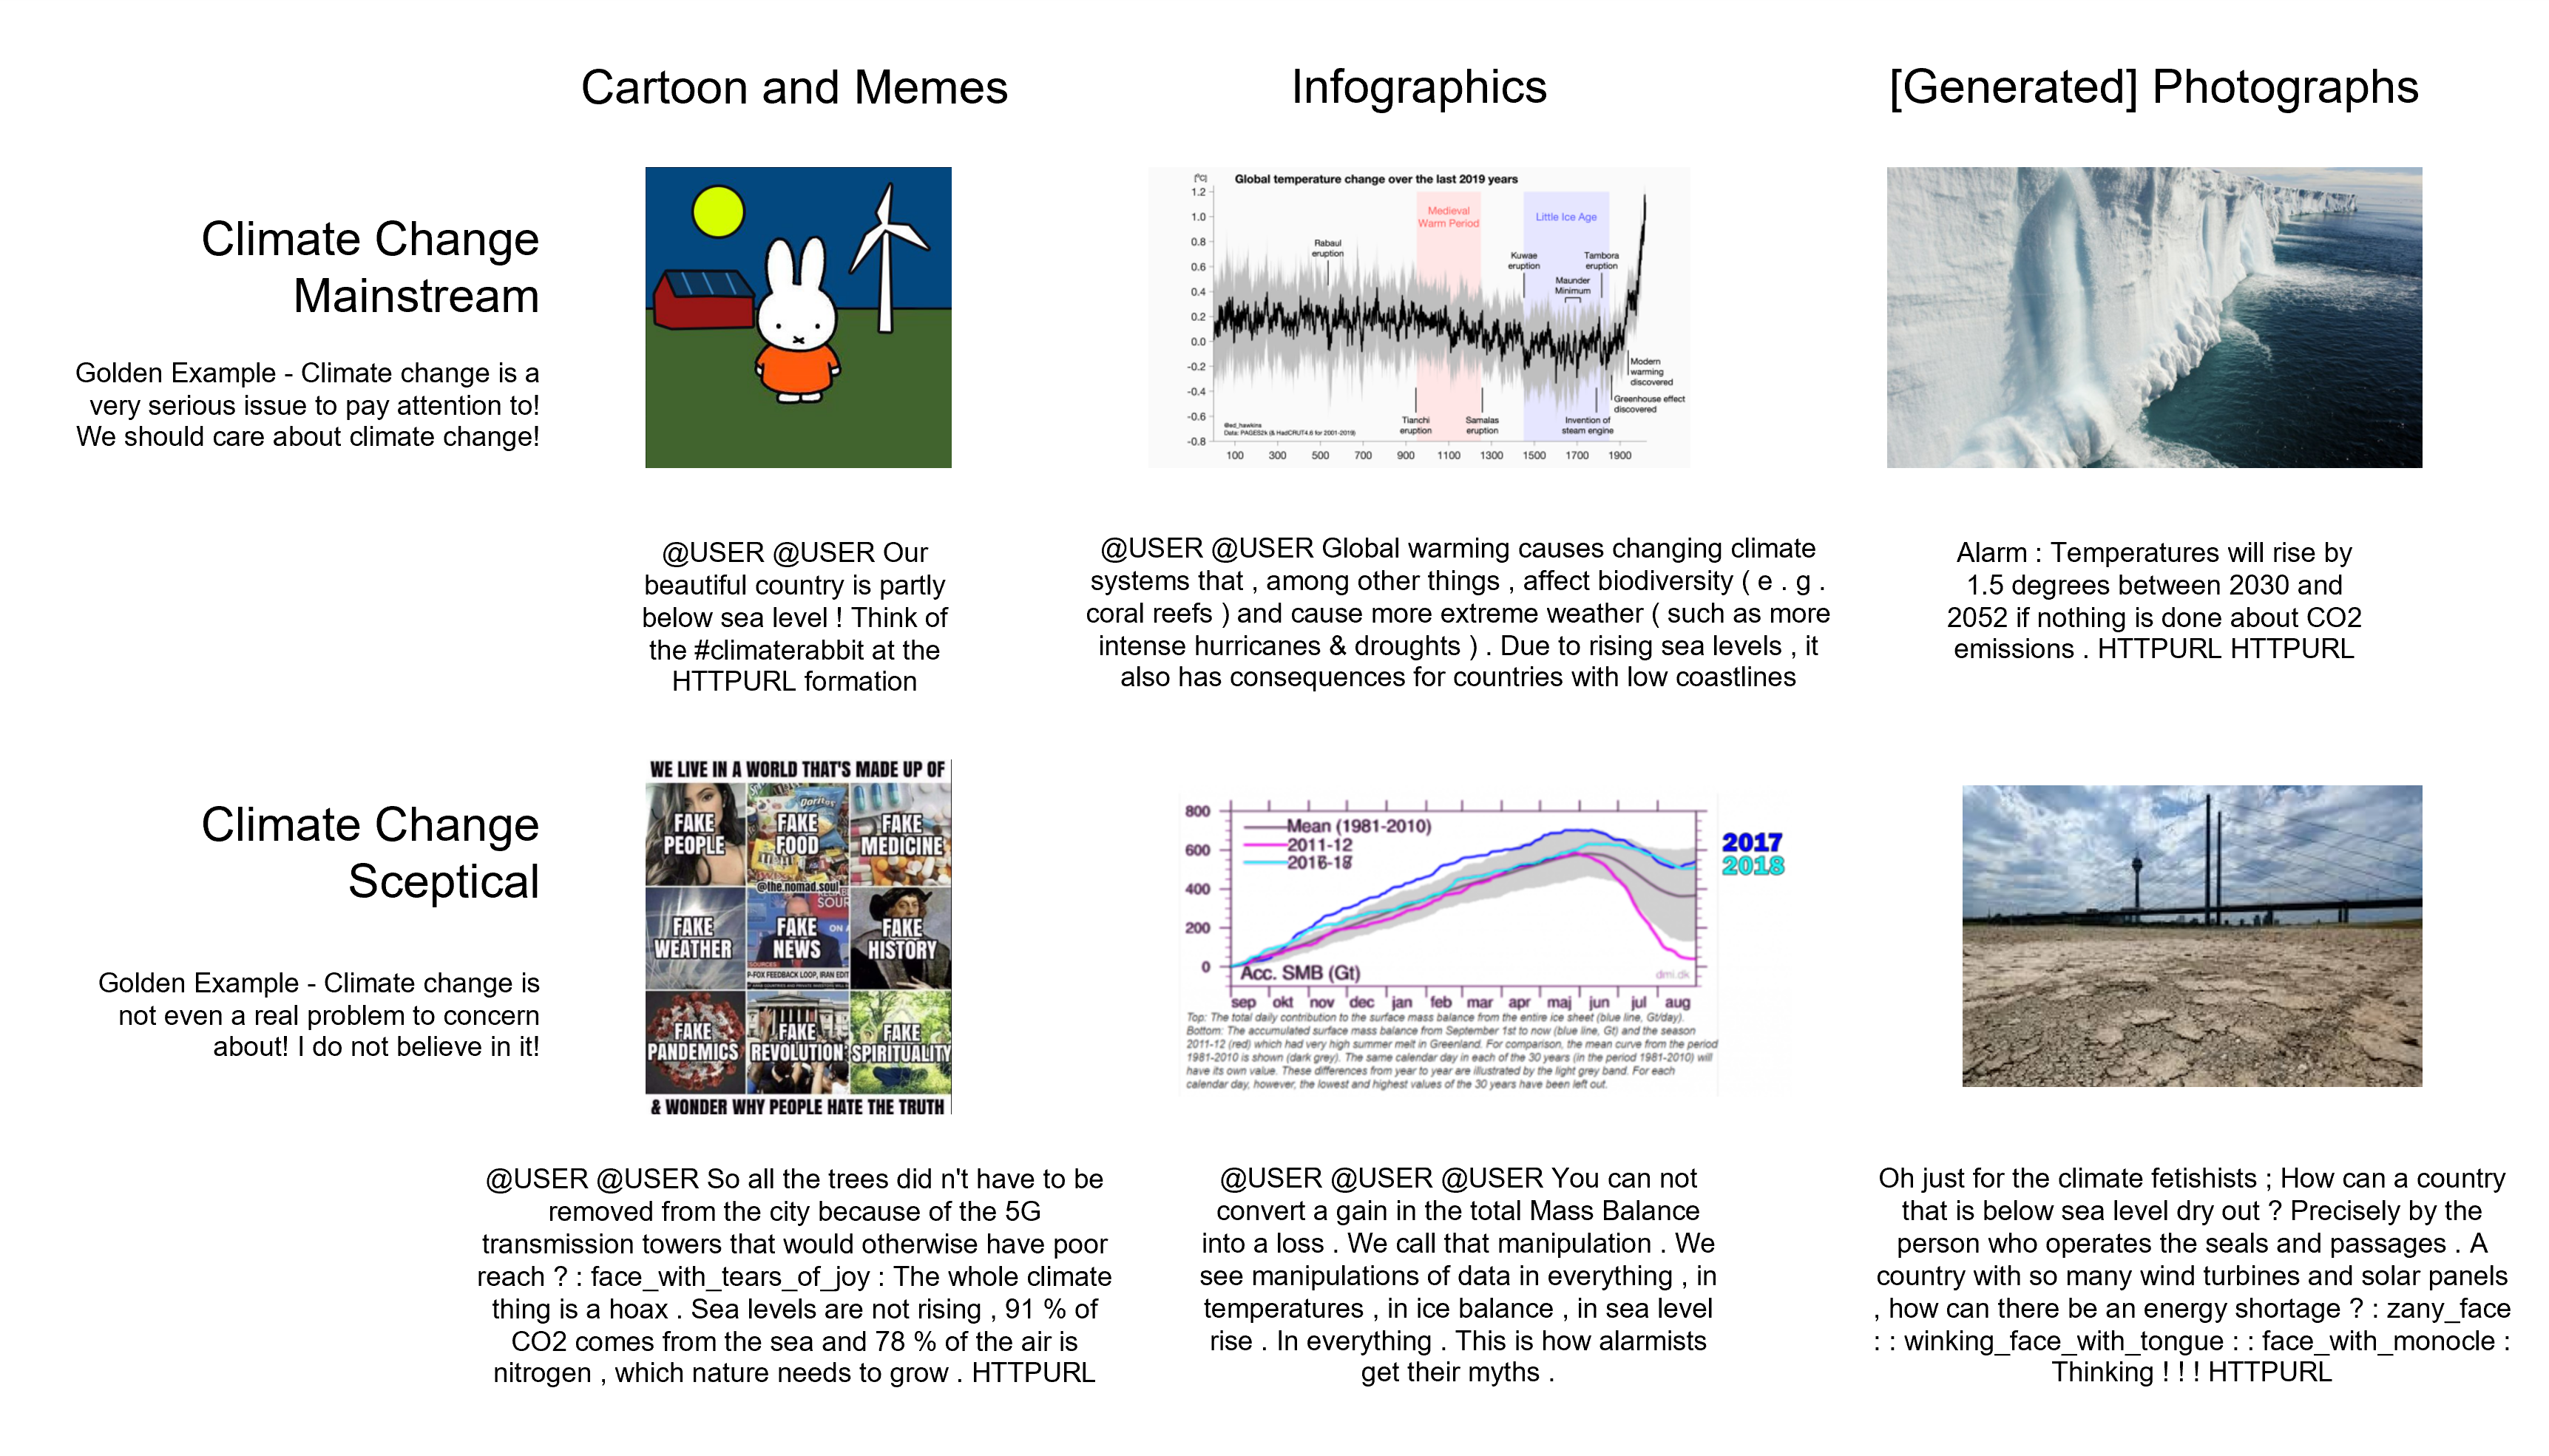 Cartoon and Memes
Infographics
[Generated] Photographs
Climate Change
Mainstream
Golden Example - Climate change is a
very serious issue to pay attention to!
We should care about climate change!
[°C]
Global temperature change over the last 2019 years
1.2
1.0
0.8
0.6
0.4
0.2
0.0
-0.2
-0.4
-0.6
-0.8
Medieval
Warm Period
Little Ice Age
Rabaul
eruption
Kuwae
eruption
Tambora
eruption
Maunder
Minimum
Modern
warming
discovered
Greenhouse effect
discovered
Tianchi
eruption
Samalas
eruption
Invention of
steam engine
@ed_hawkins
Data: PAGES2k (& HadCRUT4.6 for 2001-2019)
100 300 500 700 900 1100 1300 1500 1700 1900
@USER @USER Our
beautiful country is partly
below sea level ! Think of
the #climaterabbit at the
HTTPURL formation
@USER @USER Global warming causes changing climate
systems that , among other things , affect biodiversity ( e . g .
coral reefs ) and cause more extreme weather ( such as more
intense hurricanes & droughts ) . Due to rising sea levels , it
also has consequences for countries with low coastlines
Alarm : Temperatures will rise by
1.5 degrees between 2030 and
2052 if nothing is done about CO2
emissions . HTTPURL HTTPURL
Climate Change
Sceptical
Golden Example - Climate change is
not even a real problem to concern
about! I do not believe in it!
WE LIVE IN A WORLD THAT'S MADE UP OF
Doritos
FAKE
PEOPLE
FAKE
FOOD
FAKE
MEDICINE
@the.nomad.soul
SOUR
FAKE
WEATHER
FAKE
NEWS
ON
FAKE
HISTORY
P-FOX FEEDBACK LOOP, IRAN EDIT
FAKE
PANDEMICS
FAKE
REVOLUTION
FAKE
SPIRITUALITY
& WONDER WHY PEOPLE HATE THE TRUTH
800
600
400
200
0
Mean (1981-2010)
2011-12
2016-18
2017
2018
Acc. SMB (Gt)
dmi.dk
sep okt nov dec jan feb mar apr maj jun jul aug
Top: The total daily contribution to the surface mass balance from the entire ice sheet (blue line, Gt/day).
Bottom: The accumulated surface mass balance from September 1st to now (blue line, Gt) and the season
2011-12 (red) which had very high summer melt in Greenland. For comparison, the mean curve from the period
1981-2010 is shown (dark grey). The same calendar day in each of the 30 years (in the period 1981-2010) will
have its own value. These differences from year to year are illustrated by the light grey band. For each
calendar day, however, the lowest and highest values of the 30 years have been left out.
@USER @USER So all the trees did n't have to be
removed from the city because of the 5G
transmission towers that would otherwise have poor
reach ? : face_with_tears_of_joy : The whole climate
thing is a hoax . Sea levels are not rising , 91 % of
CO2 comes from the sea and 78 % of the air is
nitrogen , which nature needs to grow . HTTPURL
@USER @USER @USER You can not
convert a gain in the total Mass Balance
into a loss . We call that manipulation . We
see manipulations of data in everything , in
temperatures , in ice balance , in sea level
rise . In everything . This is how alarmists
get their myths .
Oh just for the climate fetishists ; How can a country
that is below sea level dry out ? Precisely by the
person who operates the seals and passages . A
country with so many wind turbines and solar panels
, how can there be an energy shortage ? : zany_face
: : winking_face_with_tongue : : face_with_monocle :
Thinking ! ! ! HTTPURL